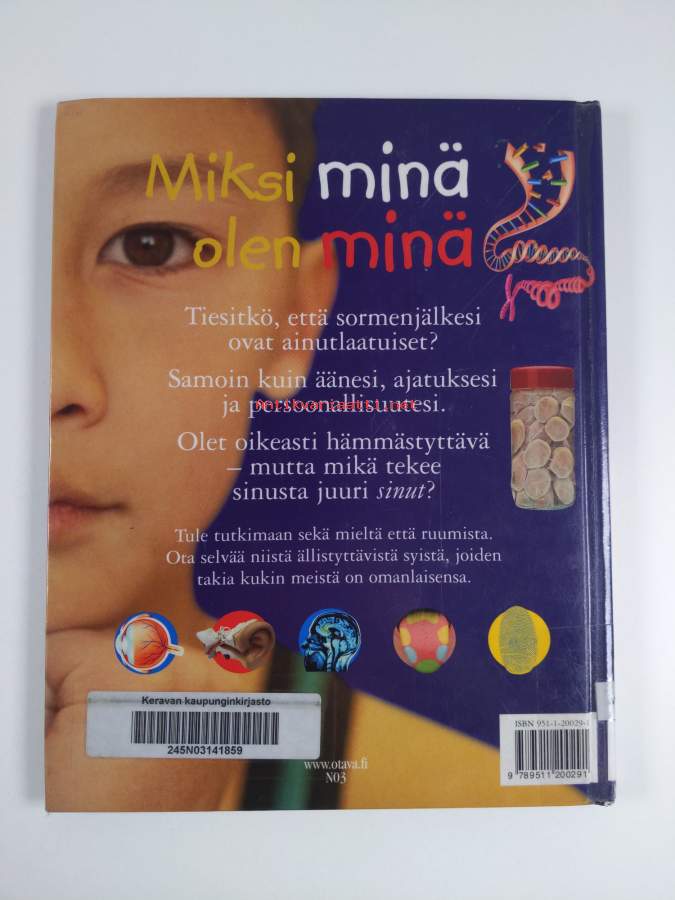 Miksi minä
olen minä
Tiesitkö, että sormenjälkesi
ovat ainutlaatuiset?
Samoin kuin äänesi, ajatuksesi
ja persoonallisuutesi.
Antikvariaatti.net
Olet oikeasti hämmästyttävä
– mutta mikä tekee
sinusta juuri sinut?
Tule tutkimaan sekä mieltä että ruumista.
Ota selvää niistä ällistyttävistä syistä, joiden
takia kukin meistä on omanlaisensa.
Keravan kaupunginkirjasto
245N03141859
www.otava.fi
N03
ISBN 951-1-20029-1
9 789511 200291